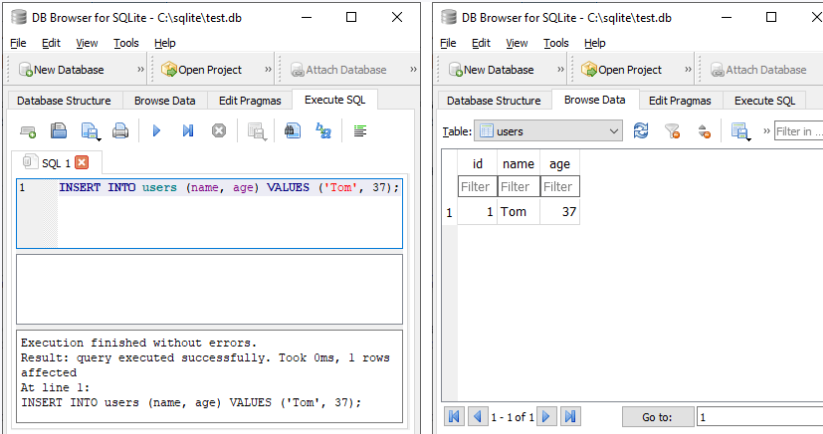 DB Browser for SQLite - C:\sqlite\test.db
File Edit View Tools Help
New Database » Open Project » Attach Database »
Database Structure Browse Data Edit Pragmas Execute SQL
SQL 1
1 INSERT INTO users (name, age) VALUES ('Tom', 37);
Execution finished without errors.
Result: query executed successfully. Took 0ms, 1 rows
affected
At line 1:
INSERT INTO users (name, age) VALUES ('Tom', 37);
DB Browser for SQLite - C:\sqlite\test.db
File Edit View Tools Help
New Database » Open Project » Attach Database
Database Structure Browse Data Edit Pragmas Execute SQL
Table: users » Filter in ...
id name age
Filter Filter Filter
1 1 Tom 37
1 - 1 of 1 Go to: 1